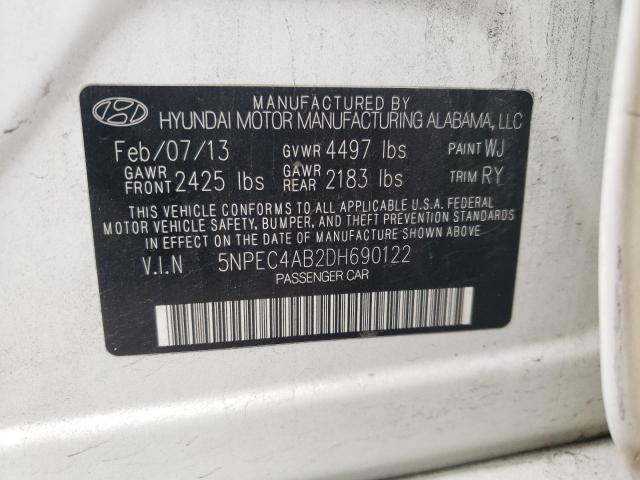 MANUFACTURED BY
HYUNDAI MOTOR MANUFACTURING ALABAMA, LLC
Feb/07/13 GVWR 4497 lbs PAINT WJ
GAWR FRONT 2425 lbs GAWR REAR 2183 lbs TRIM RY
THIS VEHICLE CONFORMS TO ALL APPLICABLE U.S.A. FEDERAL
MOTOR VEHICLE SAFETY, BUMPER, AND THEFT PREVENTION STANDARDS
IN EFFECT ON THE DATE OF MANUFACTURE SHOWN ABOVE.
V.I.N 5NPEC4AB2DH690122
PASSENGER CAR